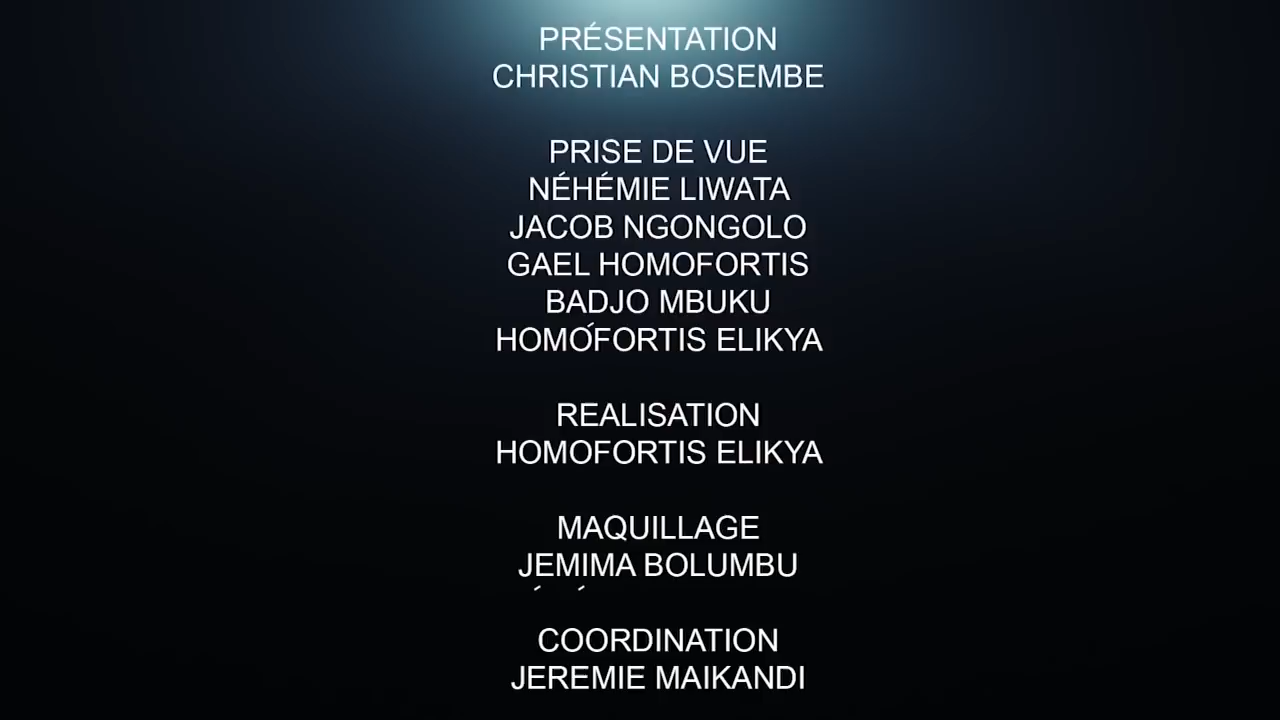 PRÉSENTATION
CHRISTIAN BOSEMBE
PRISE DE VUE
NÉHÉMIE LIWATA
JACOB NGONGOLO
GAEL HOMOFORTIS
BADJO MBUKU
HOMOFORTIS ELIKYA
REALISATION
HOMOFORTIS ELIKYA
MAQUILLAGE
JEMIMA BOLUMBU
COORDINATION
JEREMIE MAIKANDI